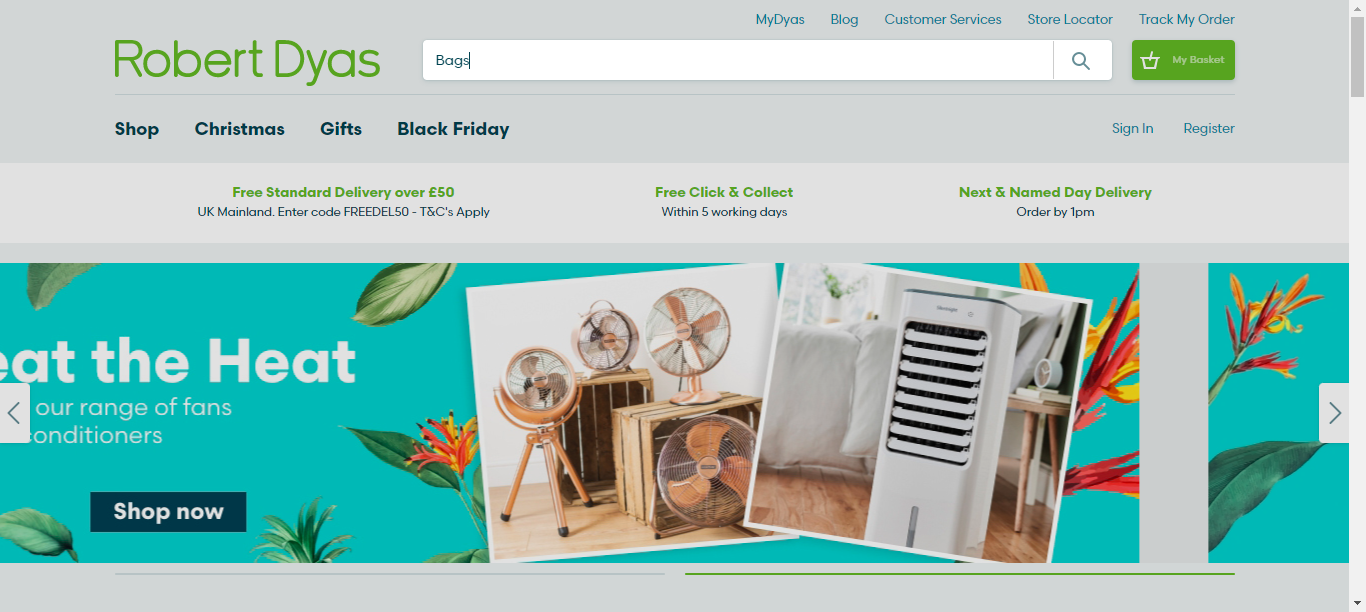 MyDyas Blog Customer Services Store Locator Track My Order
Robert Dyas
Bags
My Basket
Shop Christmas Gifts Black Friday
Sign In Register
Free Standard Delivery over £50
UK Mainland. Enter code FREEDEL50 - T&C's Apply
Free Click & Collect
Within 5 working days
Next & Named Day Delivery
Order by 1pm
eat the Heat
our range of fans
conditioners
Shop now